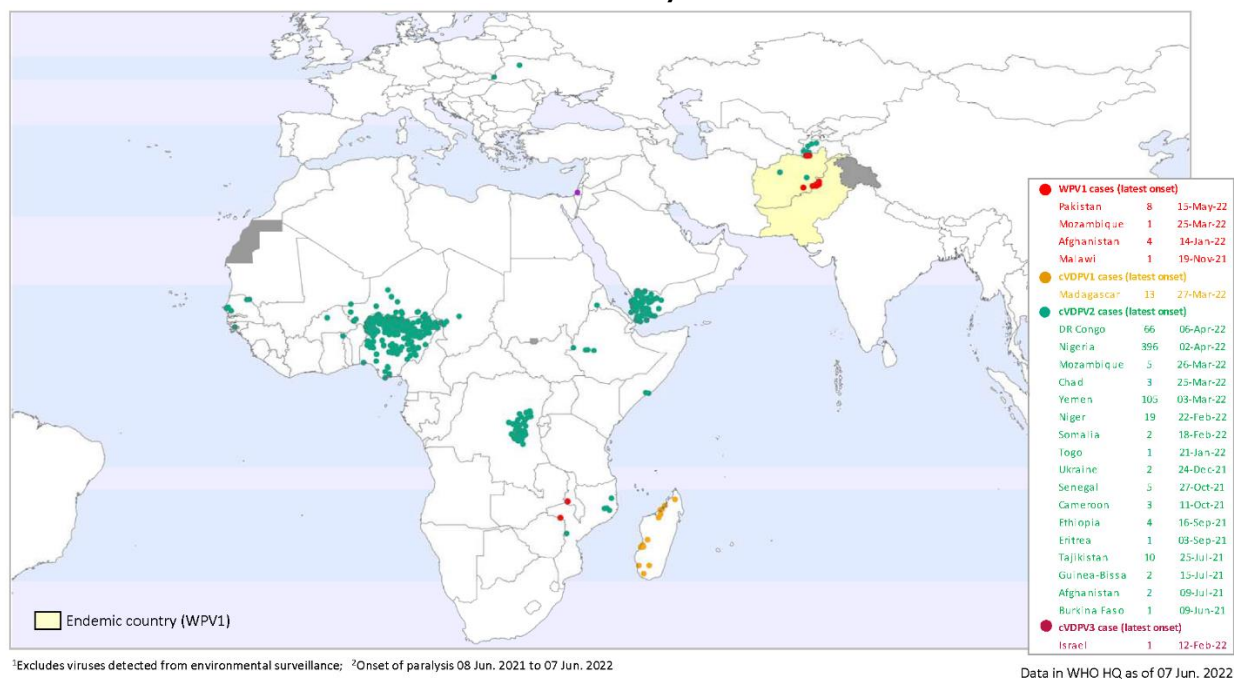 WPV1 cases (latest onset)
Pakistan 8 15-May-22
Mozambique 1 25-Mar-22
Afghanistan 4 14-Jan-22
Malawi 1 19-Nov-21
cVDPV1 cases (latest onset)
Madagascar 13 27-Mar-22
cVDPV2 cases (latest onset)
DR Congo 66 06-Apr-22
Nigeria 396 02-Apr-22
Mozambique 5 26-Mar-22
Chad 3 25-Mar-22
Yemen 105 03-Mar-22
Niger 19 22-Feb-22
Somalia 2 18-Feb-22
Togo 1 21-Jan-22
Ukraine 2 24-Dec-21
Senegal 5 27-Oct-21
Cameroon 3 11-Oct-21
Ethiopia 4 16-Sep-21
Eritrea 1 03-Sep-21
Tajikistan 10 25-Jul-21
Guinea-Bissa 2 15-Jul-21
Afghanistan 2 09-Jul-21
Burkina Faso 1 09-Jun-21
cVDPV3 case (latest onset)
Israel 1 12-Feb-22
Endemic country (WPV1)
¹Excludes viruses detected from environmental surveillance; ²Onset of paralysis 08 Jun. 2021 to 07 Jun. 2022
Data in WHO HQ as of 07 Jun. 2022